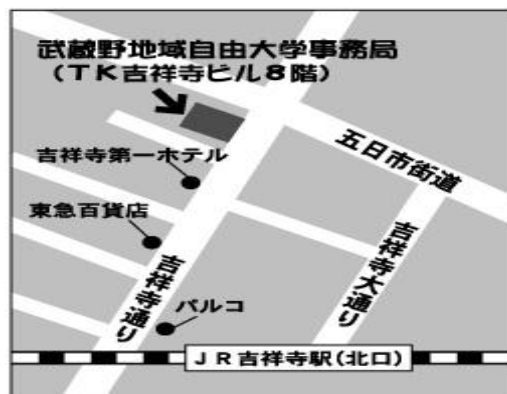 武蔵野地域自由大学事務局
(TK吉祥寺ビル8階)
吉祥寺第一ホテル
五日市街道
東急百貨店
吉祥寺通り
吉祥寺大通り
パルコ
JR吉祥寺駅(北口)